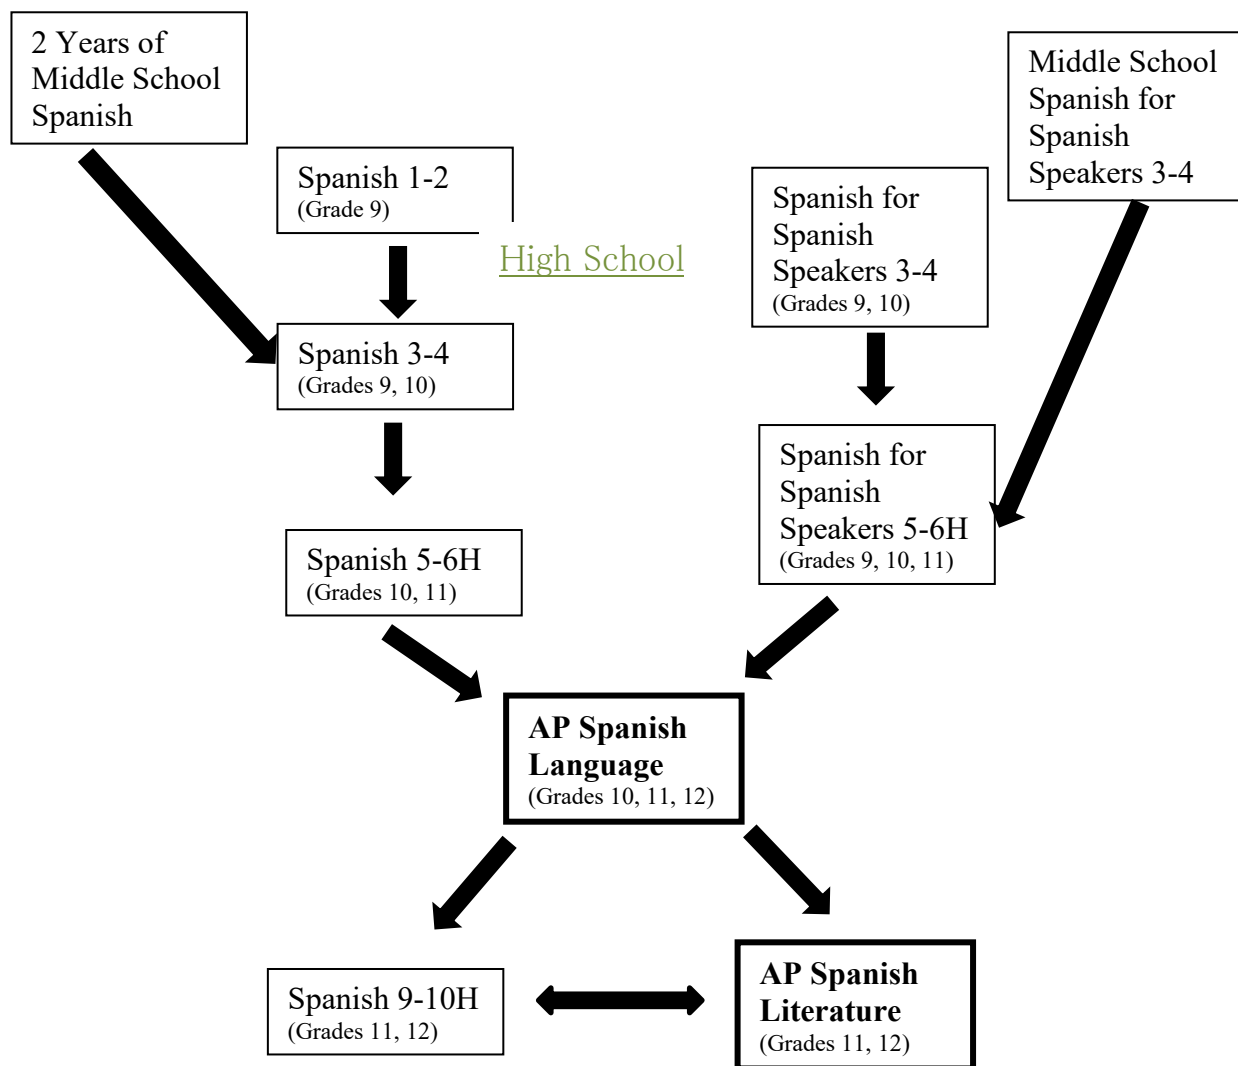 2 Years of
Middle School
Spanish
Middle School
Spanish for
Spanish
Speakers 3-4
Spanish 1-2
(Grade 9)
High School
Spanish for
Spanish
Speakers 3-4
(Grades 9, 10)
Spanish 3-4
(Grades 9, 10)
Spanish for
Spanish
Speakers 5-6H
(Grades 9, 10, 11)
Spanish 5-6H
(Grades 10, 11)
AP Spanish
Language
(Grades 10, 11, 12)
Spanish 9-10H
(Grades 11, 12)
AP Spanish
Literature
(Grades 11, 12)